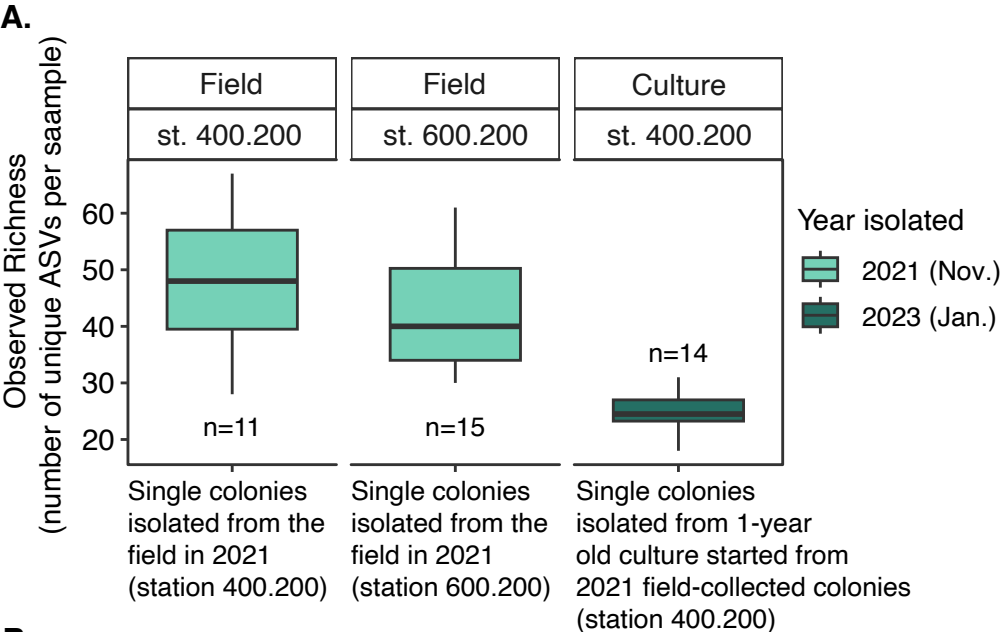 A.
Field
Field
Culture
st. 400.200
st. 600.200
st. 400.200
Observed Richness
(number of unique ASVs per saample)
60
50
40
30
20
n=11
n=15
n=14
Year isolated
2021 (Nov.)
2023 (Jan.)
Single colonies
isolated from the
field in 2021
(station 400.200)
Single colonies
isolated from the
field in 2021
(station 600.200)
Single colonies
isolated from 1-year
old culture started from
2021 field-collected colonies
(station 400.200)